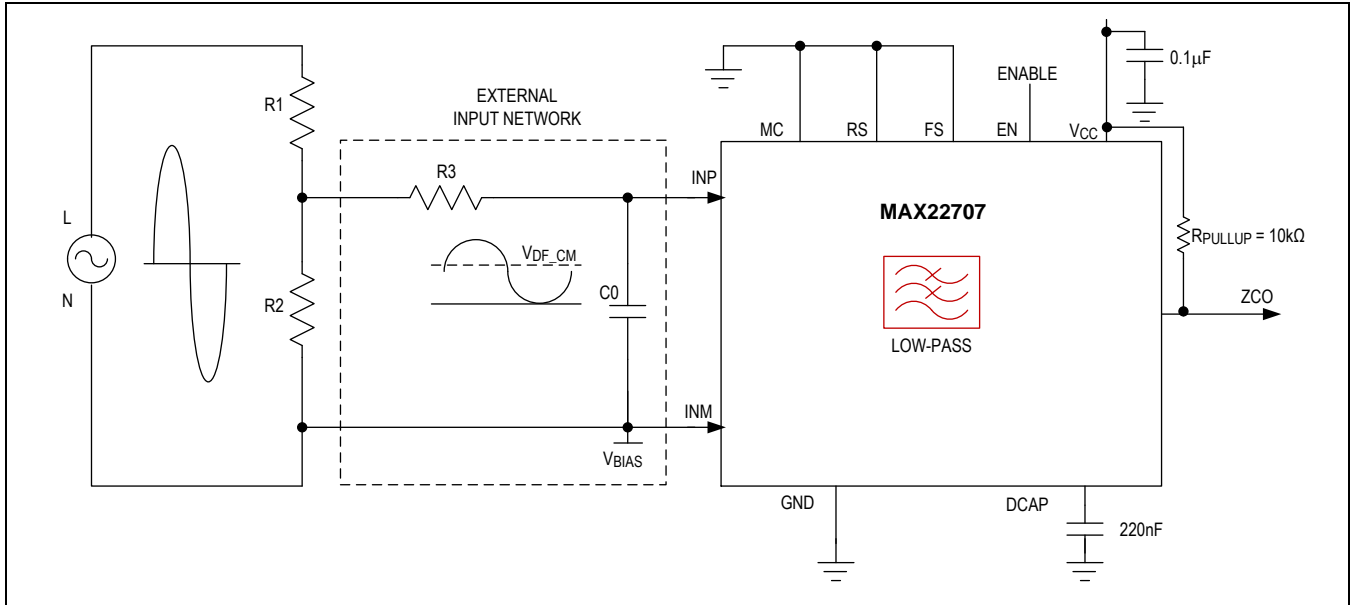 0.1µF
ENABLE
R1
EXTERNAL
INPUT NETWORK
MC
RS
FS
EN
VCC
R3
INP
MAX22707
RPULLUP = 10kΩ
L
VDF_CM
N
R2
C0
ZCO
LOW-PASS
INM
VBIAS
GND
DCAP
220nF